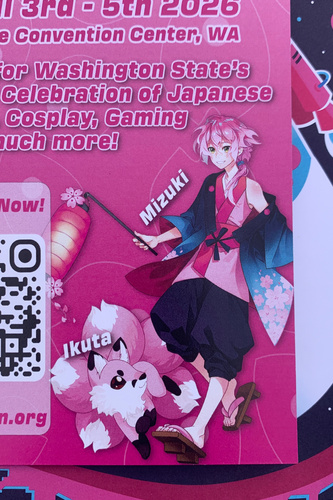 3rd - 5th 2026
Convention Center, WA
for Washington State's
Celebration of Japanese
Cosplay, Gaming
much more!
Now!
Mizuki
Ikuta
n.org